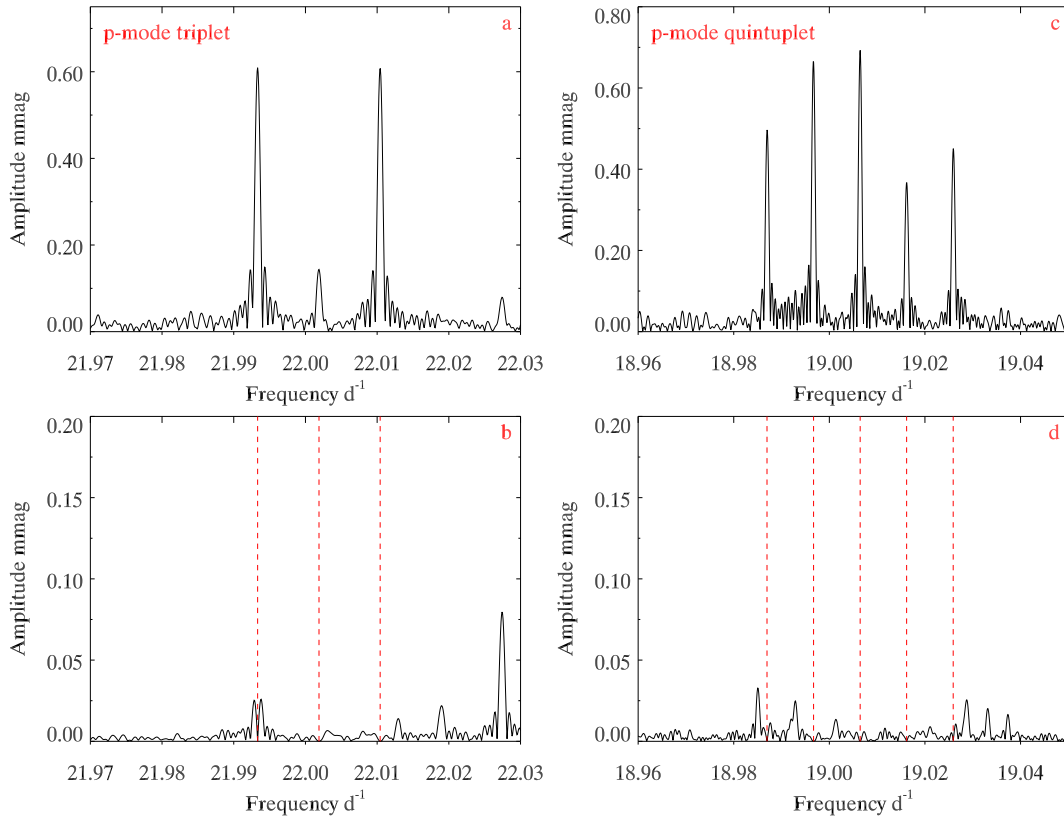 p-mode triplet
a
Amplitude mmag
0.60
0.40
0.20
0.00
21.97 21.98 21.99 22.00 22.01 22.02 22.03
Frequency d-1
p-mode quintuplet
c
Amplitude mmag
0.80
0.60
0.40
0.20
0.00
18.96 18.98 19.00 19.02 19.04
Frequency d-1
b
Amplitude mmag
0.20
0.15
0.10
0.05
0.00
21.97 21.98 21.99 22.00 22.01 22.02 22.03
Frequency d-1
d
Amplitude mmag
0.20
0.15
0.10
0.05
0.00
18.96 18.98 19.00 19.02 19.04
Frequency d-1